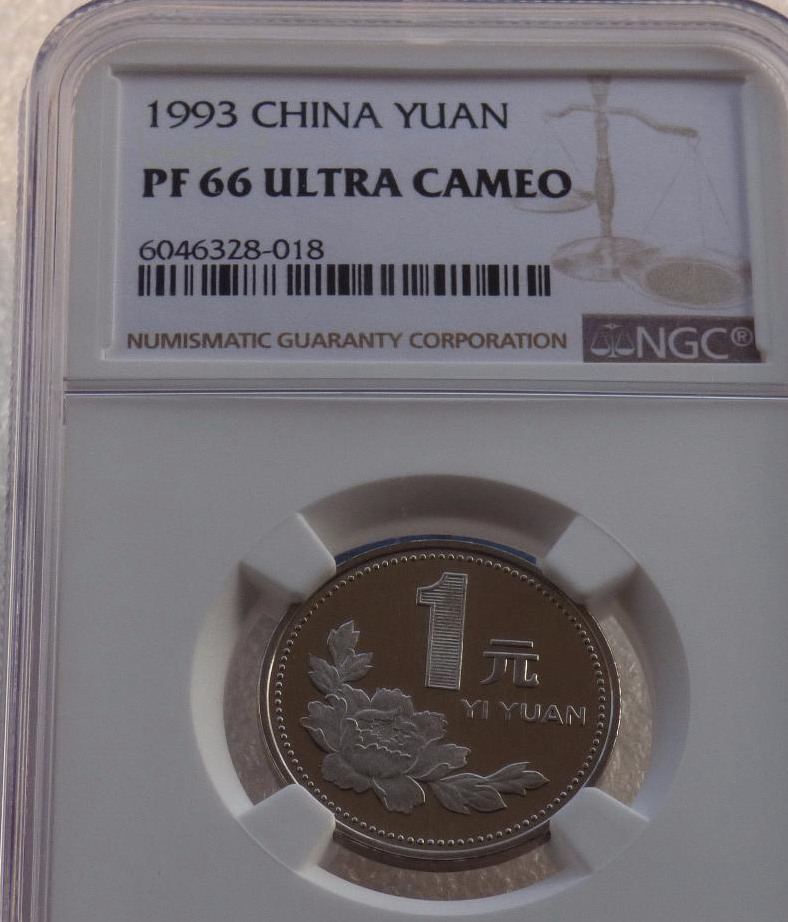 1993 CHINA YUAN
PF 66 ULTRA CAMEO
6046328-018
NUMISMATIC GUARANTY CORPORATION
NGC®
1 元
YI YUAN